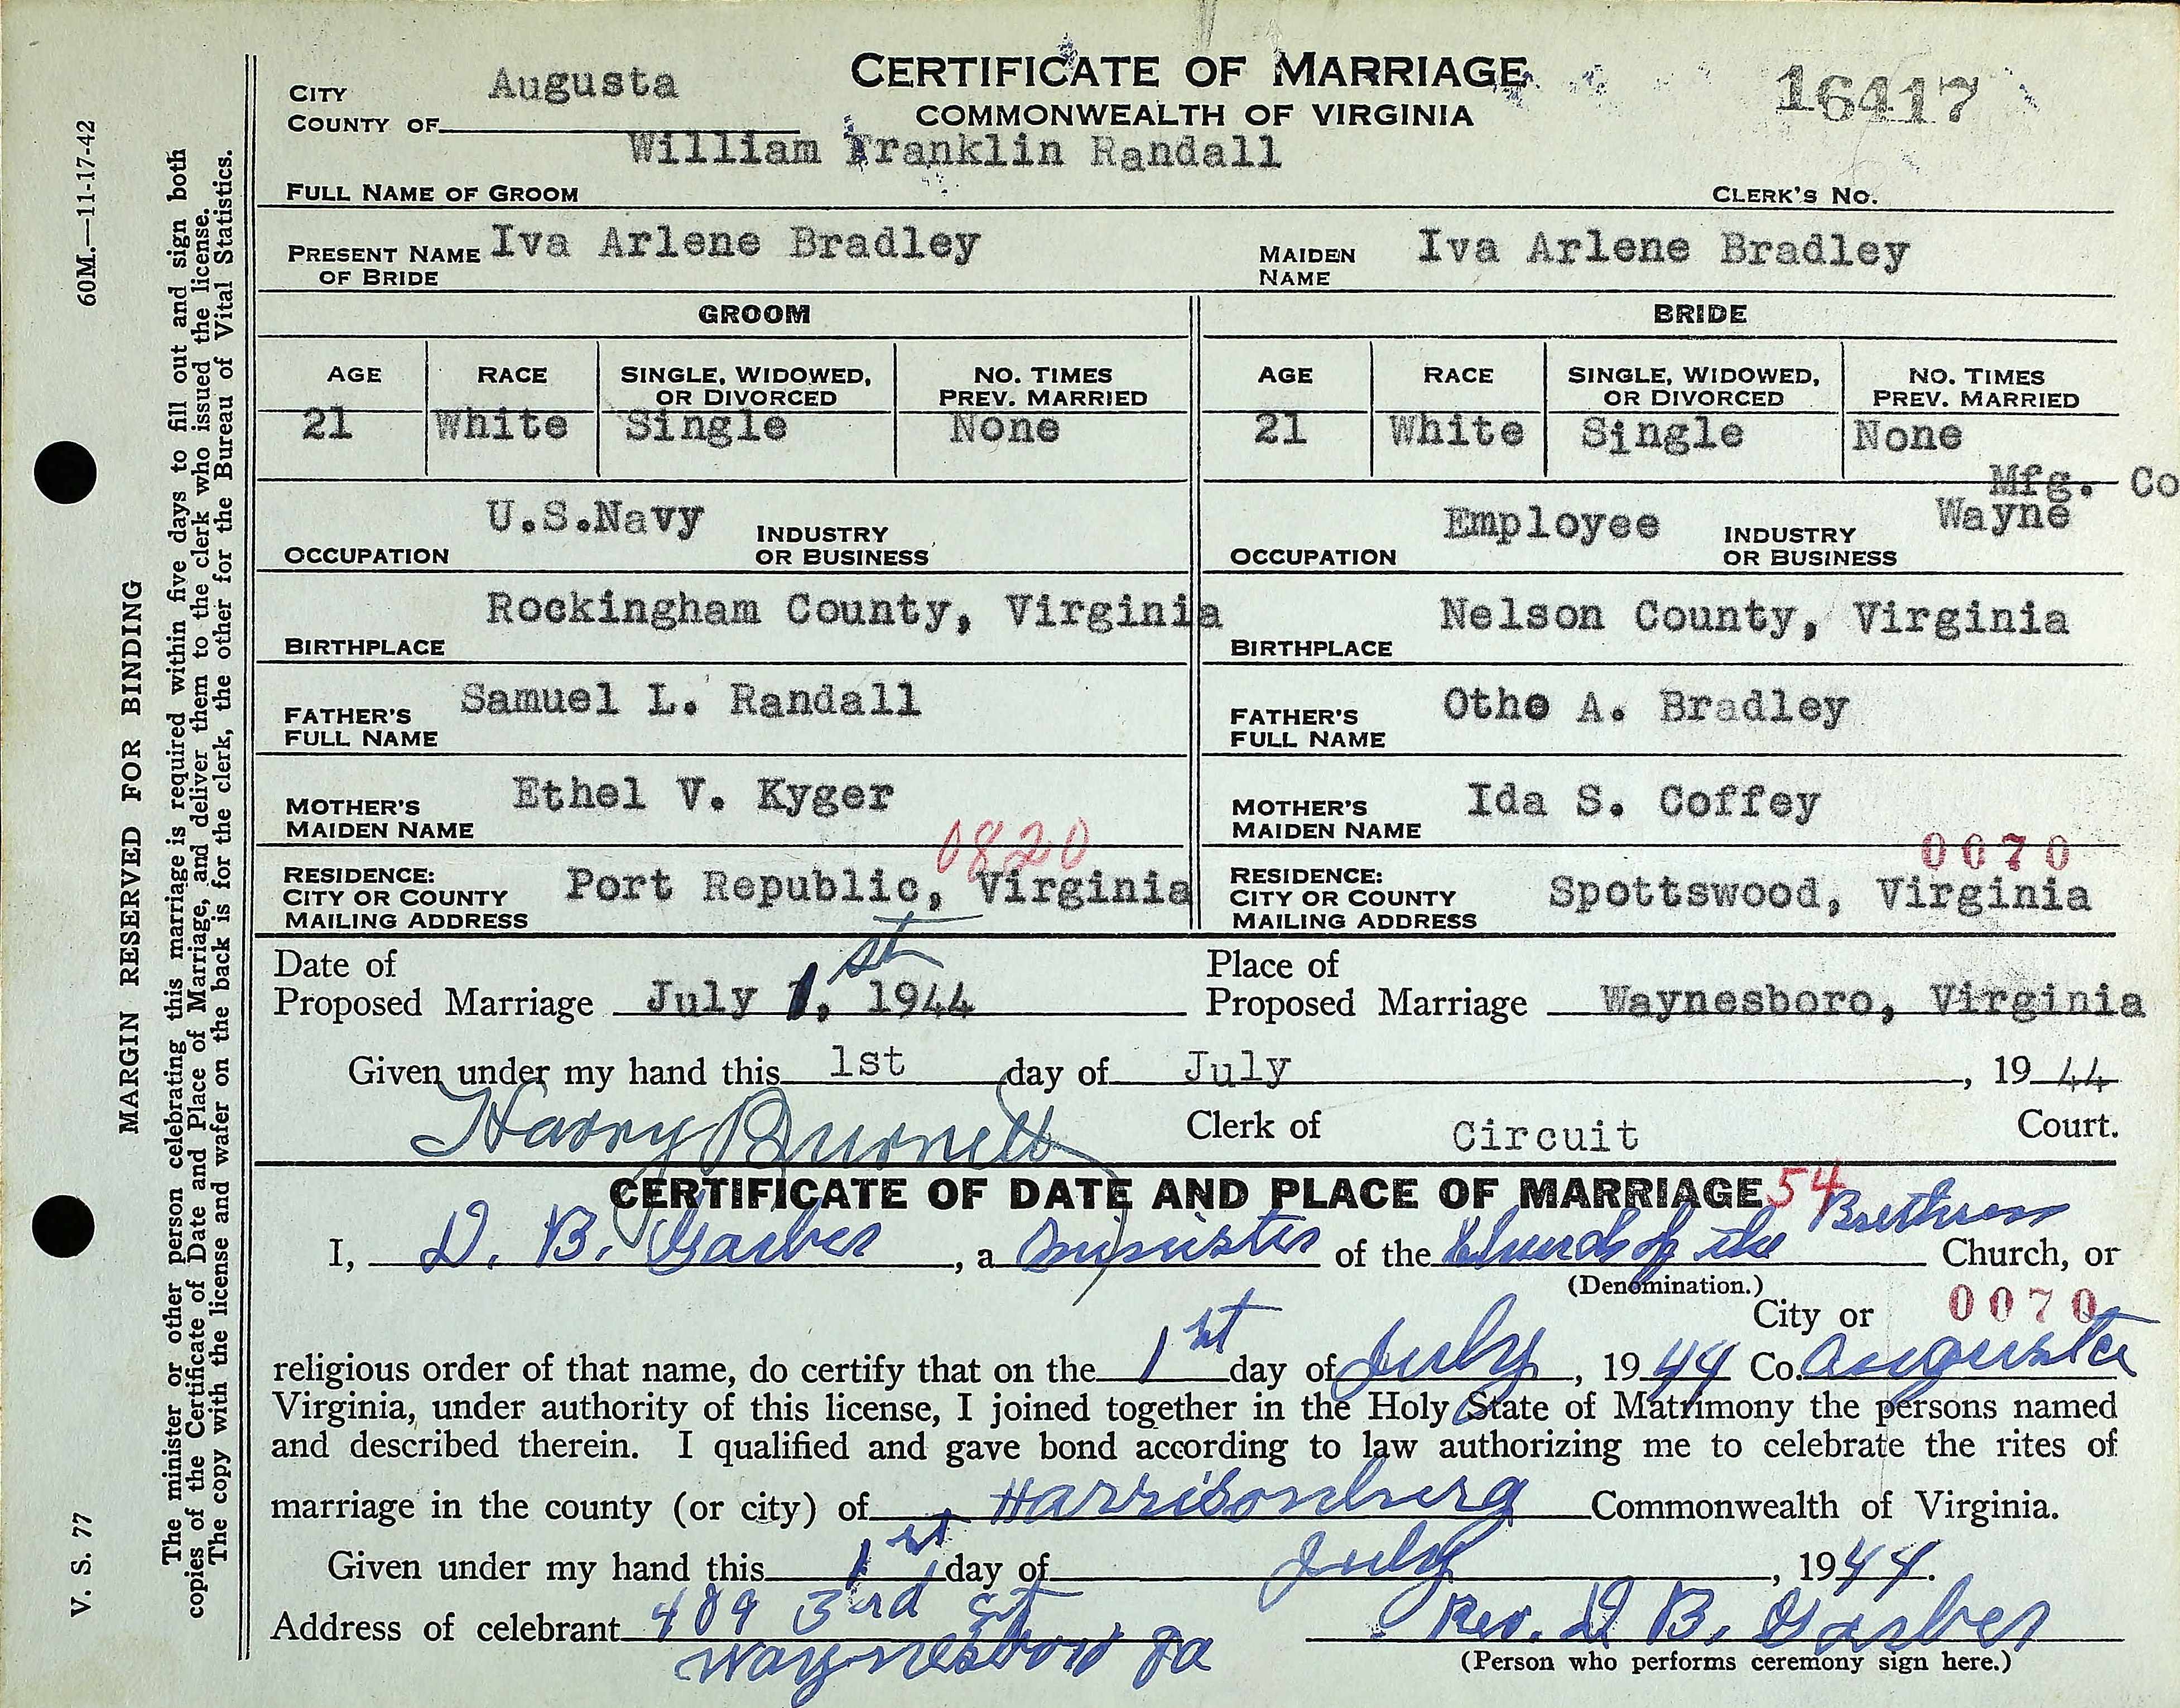 CERTIFICATE OF MARRIAGE
COMMONWEALTH OF VIRGINIA
16417
CITY
COUNTY OF Augusta
William Franklin Randall
FULL NAME OF GROOM
CLERK'S NO.
PRESENT NAME OF BRIDE Iva Arlene Bradley
MAIDEN NAME Iva Arlene Bradley
GROOM
BRIDE
AGE RACE SINGLE, WIDOWED, OR DIVORCED NO. TIMES PREV. MARRIED
AGE RACE SINGLE, WIDOWED, OR DIVORCED NO. TIMES PREV. MARRIED
21 White Single None
21 White Single None
OCCUPATION U.S.Navy INDUSTRY OR BUSINESS
OCCUPATION Employee INDUSTRY OR BUSINESS Wayne Mfg. Co
BIRTHPLACE Rockingham County, Virginia
BIRTHPLACE Nelson County, Virginia
FATHER'S FULL NAME Samuel L. Randall
FATHER'S FULL NAME Otho A. Bradley
MOTHER'S MAIDEN NAME Ethel V. Kyger
MOTHER'S MAIDEN NAME Ida S. Coffey
0820
0070
RESIDENCE: CITY OR COUNTY MAILING ADDRESS Port Republic, Virginia
RESIDENCE: CITY OR COUNTY MAILING ADDRESS Spottswood, Virginia
Date of
Proposed Marriage July 1,st 1944
Place of
Proposed Marriage Waynesboro, Virginia
Given under my hand this 1st day of July, 19 44
Harry Burnett Clerk of Circuit Court.
CERTIFICATE OF DATE AND PLACE OF MARRIAGE 54
I, D. B. Garber, a Minister of the Church of the Brethren Church, or
(Denomination.)
City or 0070
religious order of that name, do certify that on the 1st day of July, 1944 Co. Augusta
Virginia, under authority of this license, I joined together in the Holy State of Matrimony the persons named
and described therein. I qualified and gave bond according to law authorizing me to celebrate the rites of
marriage in the county (or city) of Harrisonburg Commonwealth of Virginia.
Given under my hand this 1st day of July, 1944.
Address of celebrant 409 3rd st
Waynesboro Va
Rev. D B. Garber
(Person who performs ceremony sign here.)
60M.—11-17-42
MARGIN RESERVED FOR BINDING
V. S. 77
The minister or other person celebrating this marriage is required within five days to fill out and sign both
copies of the Certificate of Date and Place of Marriage, and deliver them to the clerk who issued the license.
The copy with the license and wafer on the back is for the clerk, the other for the Bureau of Vital Statistics.